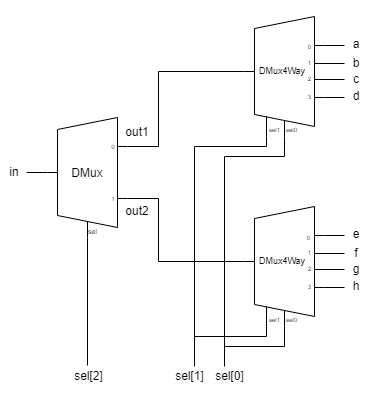 a
0
b
1
DMux4Way
c
2
d
3
sel1 sel0
out1
0
in
DMux
1
out2
sel
e
0
f
1
DMux4Way
g
2
h
3
sel1 sel0
sel[2]
sel[1]
sel[0]